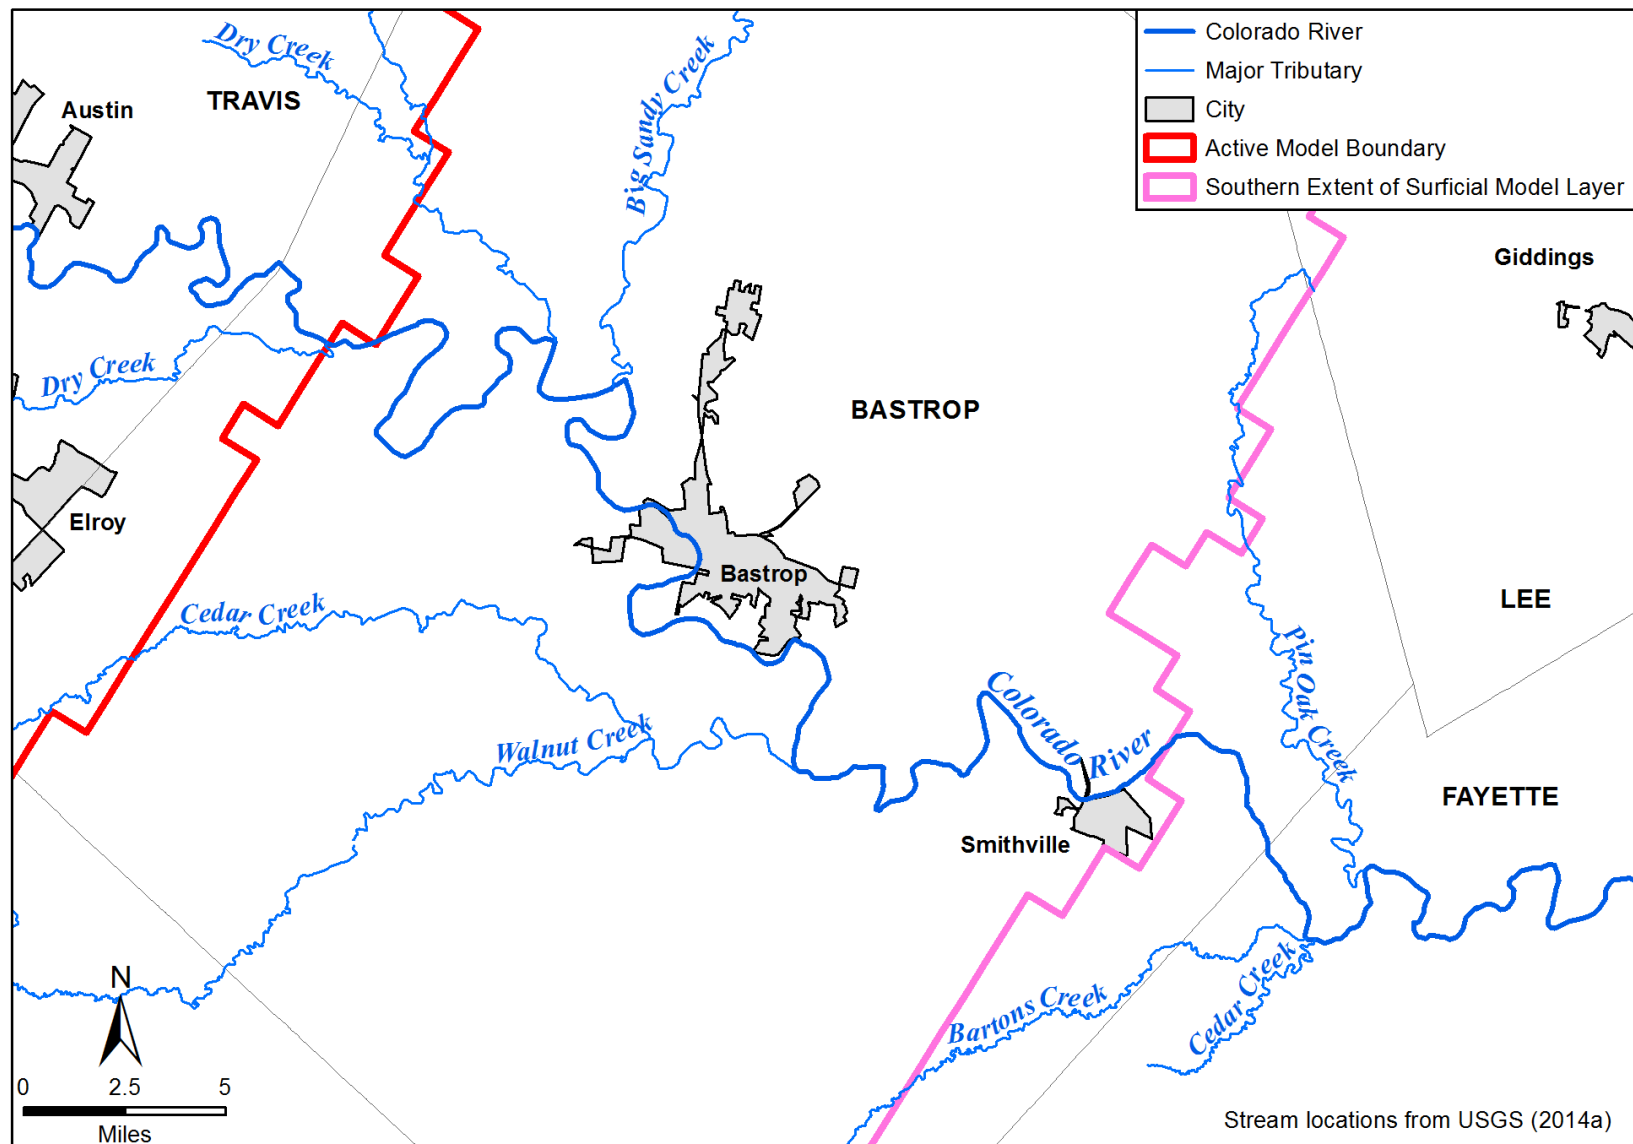 Colorado River
Major Tributary
City
Active Model Boundary
Southern Extent of Surficial Model Layer
Dry Creek
TRAVIS
Austin
Big Sandy Creek
Giddings
Dry Creek
BASTROP
Elroy
Bastrop
Cedar Creek
LEE
Pin Oak Creek
Colorado River
Walnut Creek
FAYETTE
Smithville
Bartons Creek
Cedar Creek
N
0 2.5 5
Miles
Stream locations from USGS (2014a)